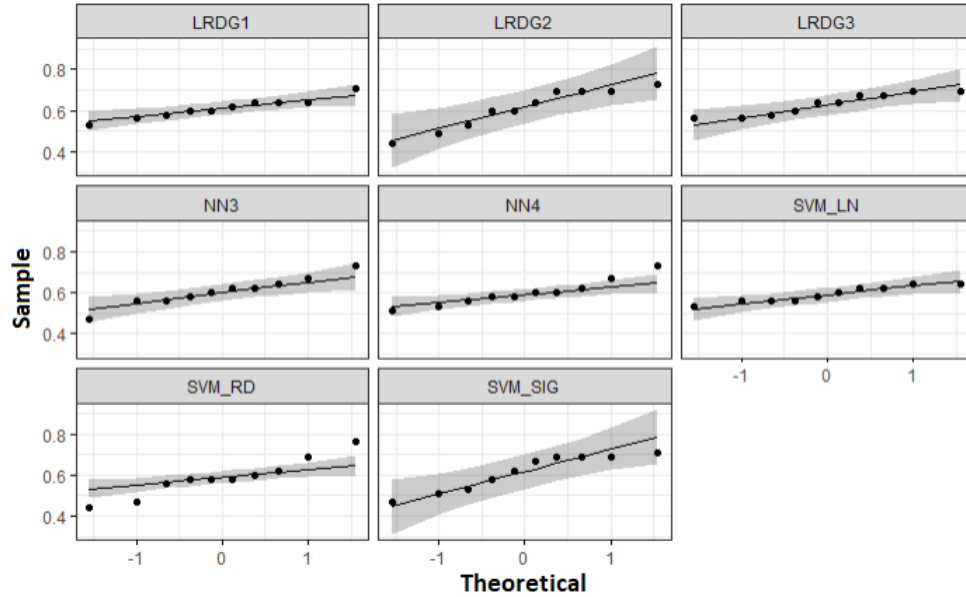 LRDG1 LRDG2 LRDG3
0.8
0.6
0.4
NN3 NN4 SVM_LN
0.8
0.6
0.4
Sample
-1 0 1
SVM_RD SVM_SIG
0.8
0.6
0.4
-1 0 1 -1 0 1
Theoretical